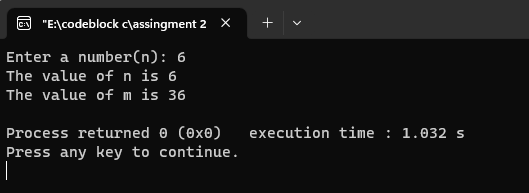 "E:\codeblock c\assingment 2
Enter a number(n): 6
The value of n is 6
The value of m is 36
Process returned 0 (0x0)   execution time : 1.032 s
Press any key to continue.